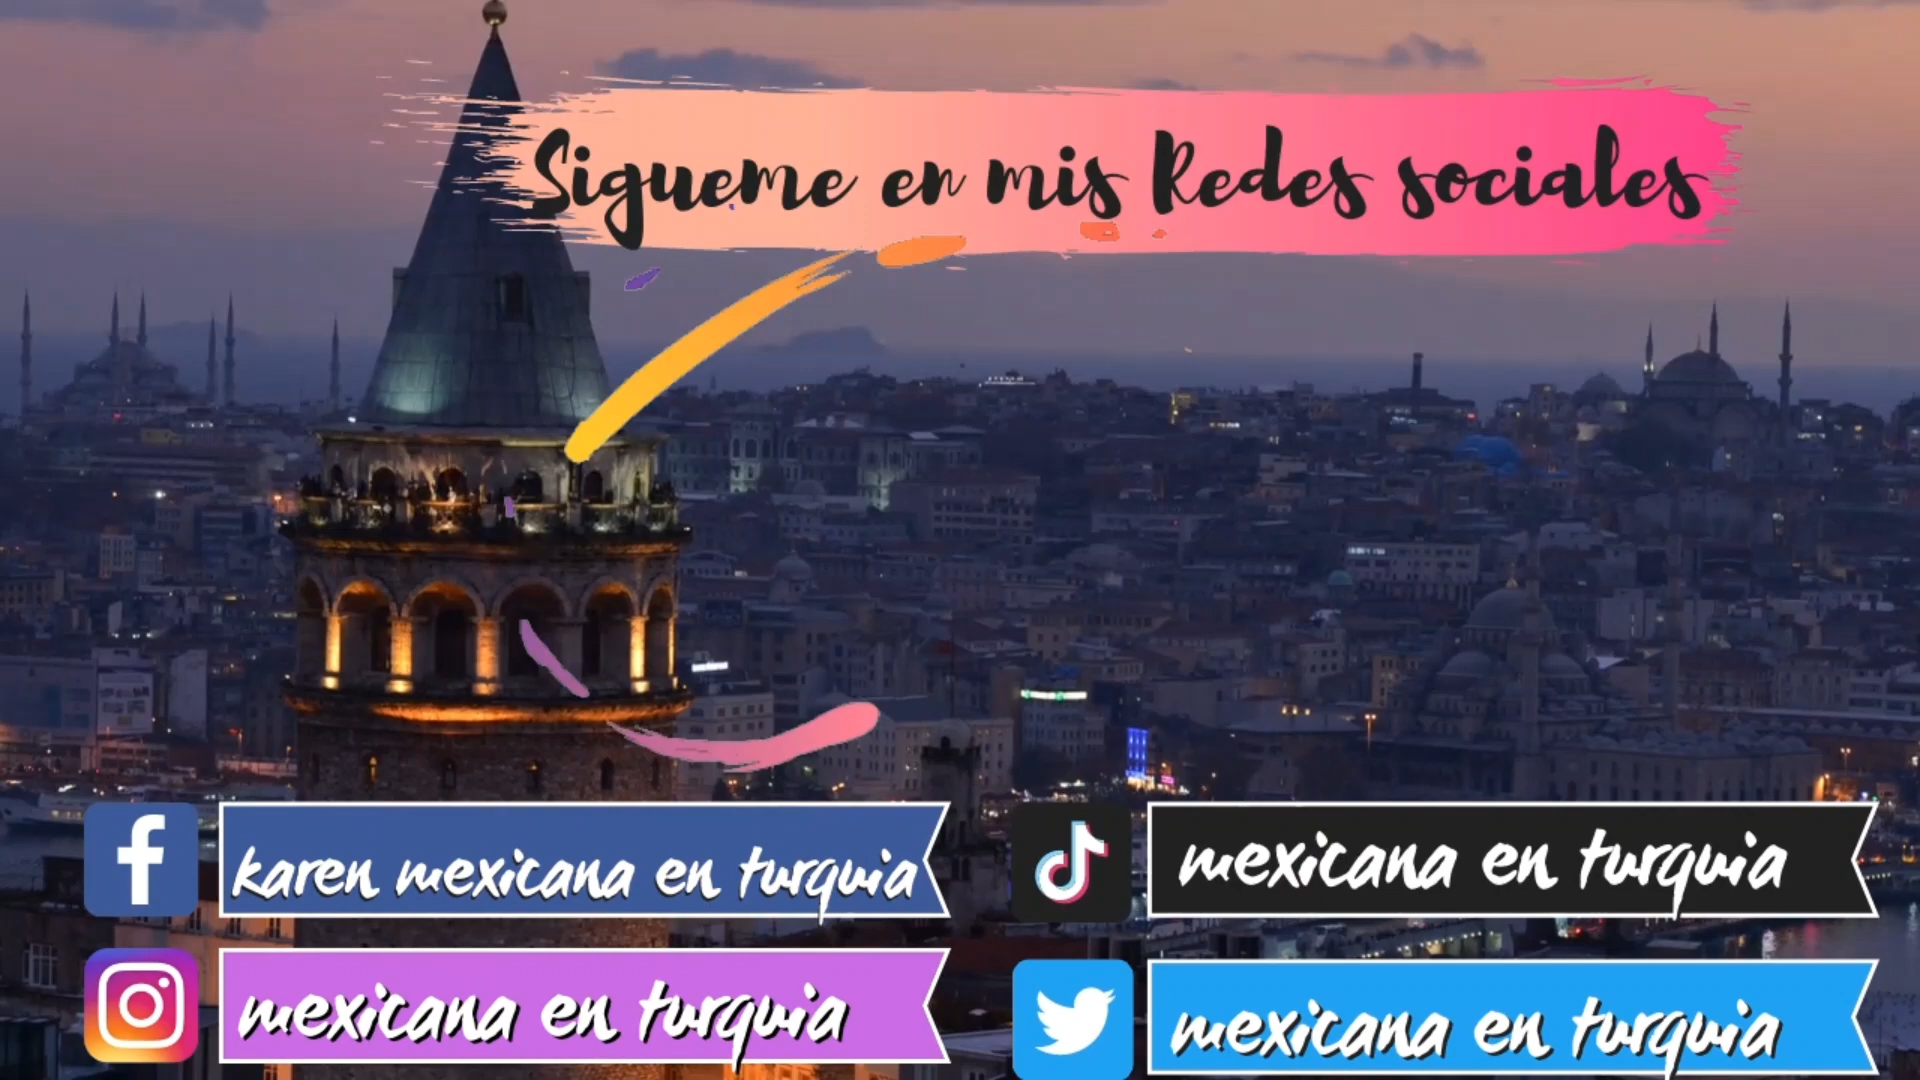 Sigueme en mis Redes sociales
karen mexicana en turquia
mexicana en turquia
mexicana en turquia
mexicana en turquia